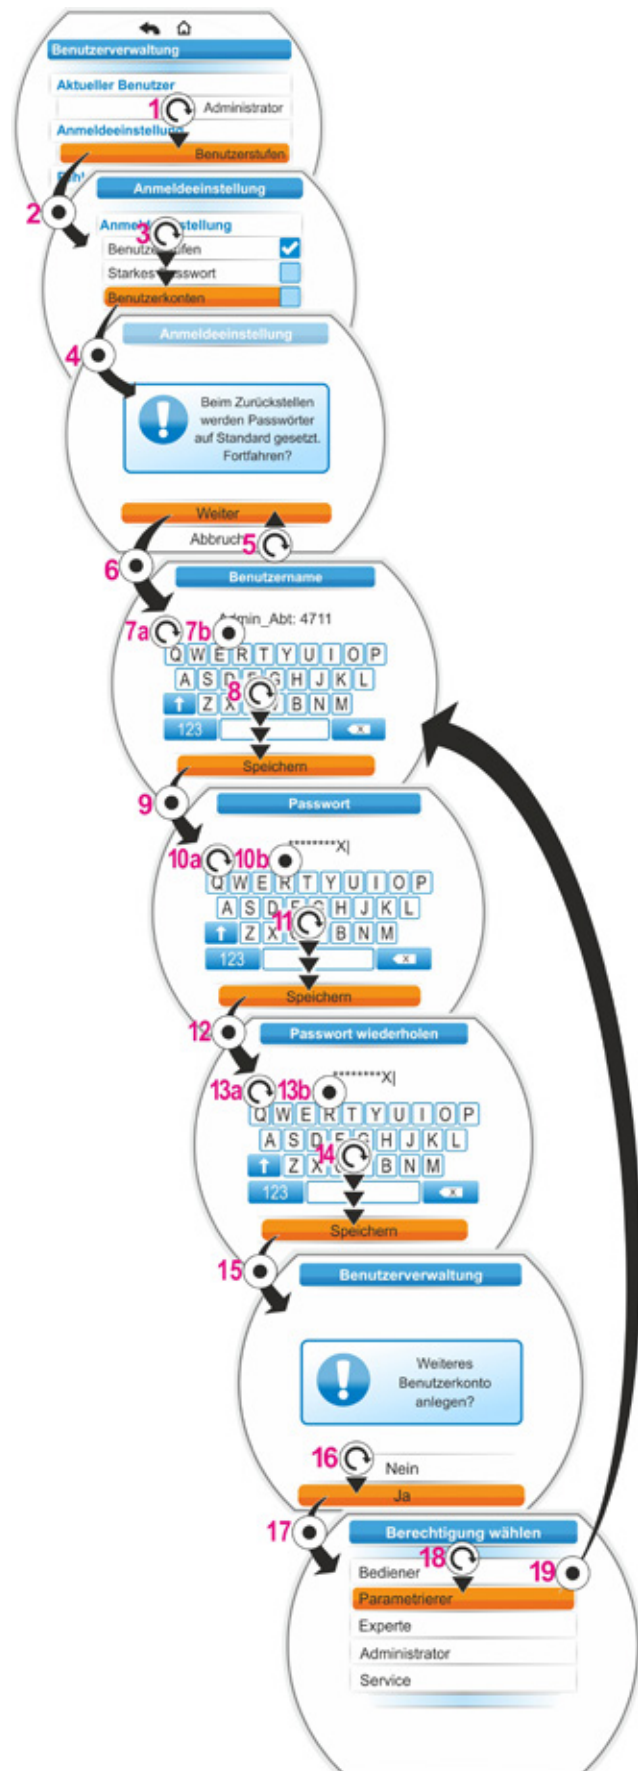 Benutzerverwaltung
Aktueller Benutzer
1
Administrator
Anmeldeeinstellung
Benutzerstufen
2
Anmeldeeinstellung
3
Starkes
Benutzerkonten
4
Anmeldeeinstellung
Beim Zurückstellen
werden Passwörter
auf Standard gesetzt.
Fortfahren?
Weiter
Abbruch
5
6
Benutzername
Admin_Abt: 4711
7a 7b
Q W E R T Y U I O P
A S D F G H J K L
8
Z X B N M
123
X
Speichern
9
Passwort
********X|
10a 10b
Q W E R T Y U I O P
A S D F G H J K L
11
Z X B N M
123
X
Speichern
12
Passwort wiederholen
********X|
13a 13b
Q W E R T Y U I O P
A S D F G H J K L
14
Z X B N M
123
X
Speichern
15
Benutzerverwaltung
Weiteres
Benutzerkonto
anlegen?
16
Nein
Ja
17
Berechtigung wählen
18
Bediener
19
Parametrierer
Experte
Administrator
Service